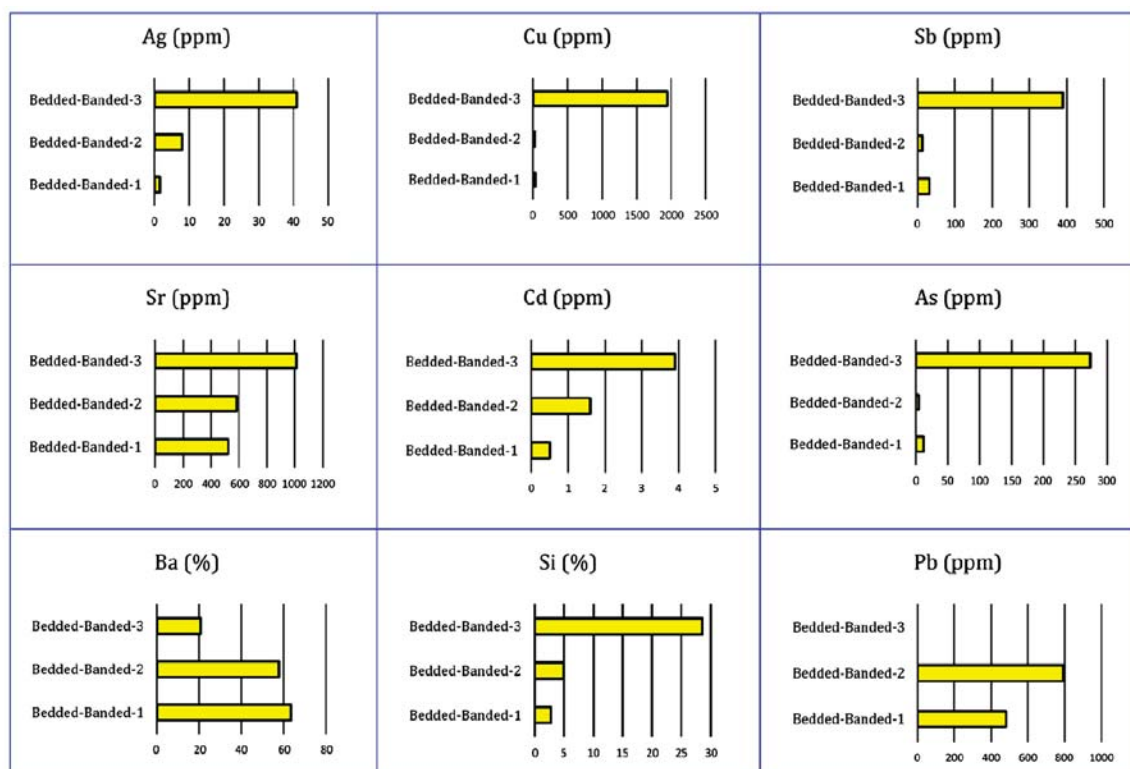 Ag (ppm)
Bedded-Banded-3
Bedded-Banded-2
Bedded-Banded-1
0 10 20 30 40 50
Cu (ppm)
Bedded-Banded-3
Bedded-Banded-2
Bedded-Banded-1
0 500 1000 1500 2000 2500
Sb (ppm)
Bedded-Banded-3
Bedded-Banded-2
Bedded-Banded-1
0 100 200 300 400 500
Sr (ppm)
Bedded-Banded-3
Bedded-Banded-2
Bedded-Banded-1
0 200 400 600 800 1000 1200
Cd (ppm)
Bedded-Banded-3
Bedded-Banded-2
Bedded-Banded-1
0 1 2 3 4 5
As (ppm)
Bedded-Banded-3
Bedded-Banded-2
Bedded-Banded-1
0 50 100 150 200 250 300
Ba (%)
Bedded-Banded-3
Bedded-Banded-2
Bedded-Banded-1
0 20 40 60 80
Si (%)
Bedded-Banded-3
Bedded-Banded-2
Bedded-Banded-1
0 5 10 15 20 25 30
Pb (ppm)
Bedded-Banded-3
Bedded-Banded-2
Bedded-Banded-1
0 200 400 600 800 1000